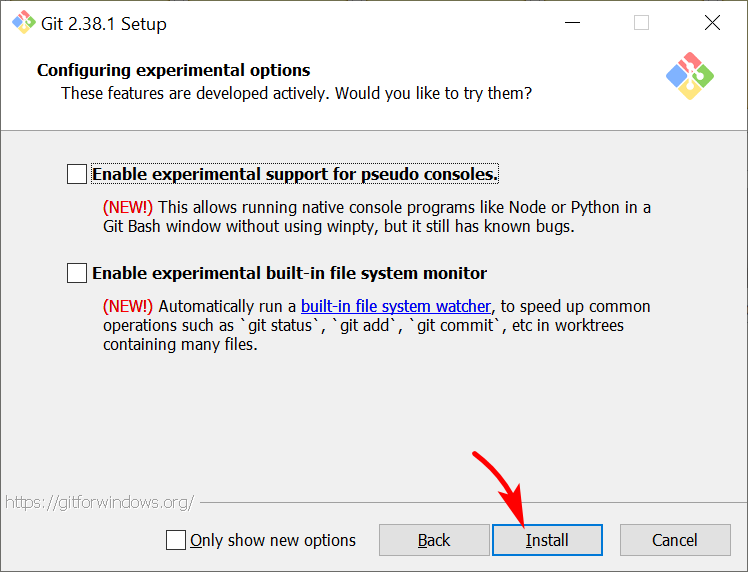 Git 2.38.1 Setup
Configuring experimental options
These features are developed actively. Would you like to try them?
Enable experimental support for pseudo consoles.
(NEW!) This allows running native console programs like Node or Python in a
Git Bash window without using winpty, but it still has known bugs.
Enable experimental built-in file system monitor
(NEW!) Automatically run a built-in file system watcher, to speed up common
operations such as `git status`, `git add`, `git commit`, etc in worktrees
containing many files.
https://gitforwindows.org/
Only show new options
Back
Install
Cancel